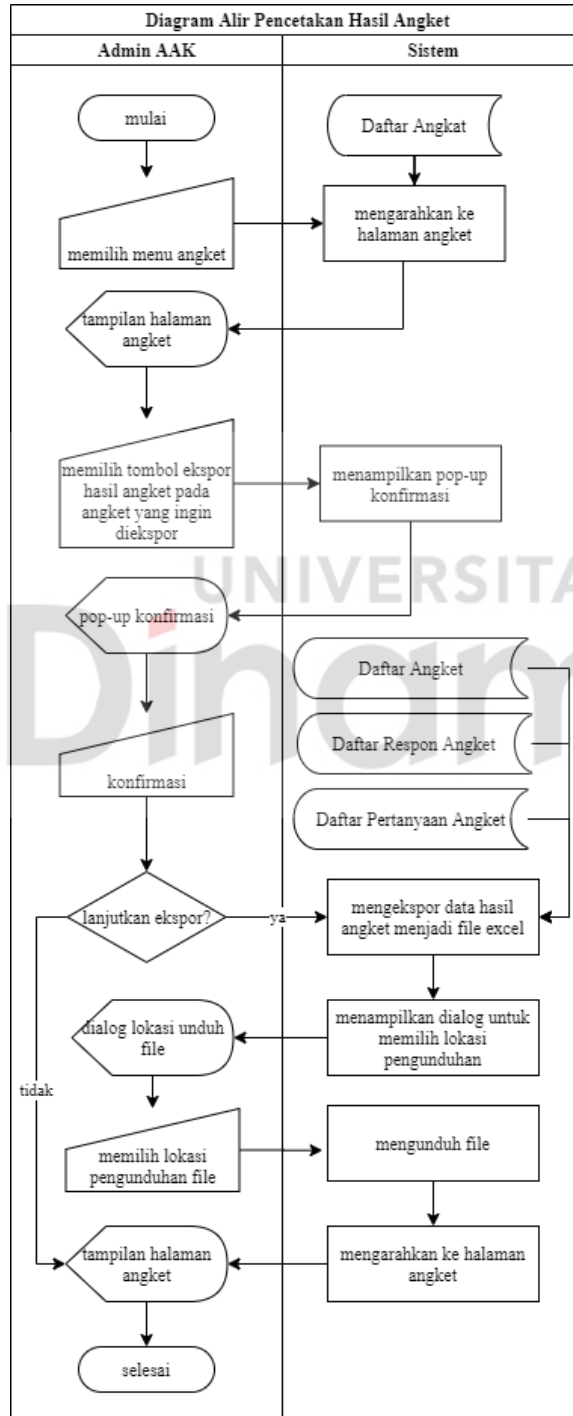 Diagram Alir Pencetakan Hasil Angket
Admin AAK
Sistem
mulai
Daftar Angkat
memilih menu angket
mengarahkan ke
halaman angket
tampilan halaman
angket
memilih tombol ekspor
hasil angket pada
angket yang ingin
diekspor
menampilkan pop-up
konfirmasi
UNIVERSITA
Dinam
pop-up konfirmasi
Daftar Angket
Daftar Respon Angket
konfirmasi
Daftar Pertanyaan Angket
lanjutkan ekspor?
ya
mengekspor data hasil
angket menjadi file excel
dialog lokasi unduh
file
menampilkan dialog untuk
memilih lokasi
pengunduhan
tidak
memilih lokasi
pengunduhan file
mengunduh file
tampilan halaman
angket
mengarahkan ke halaman
angket
selesai